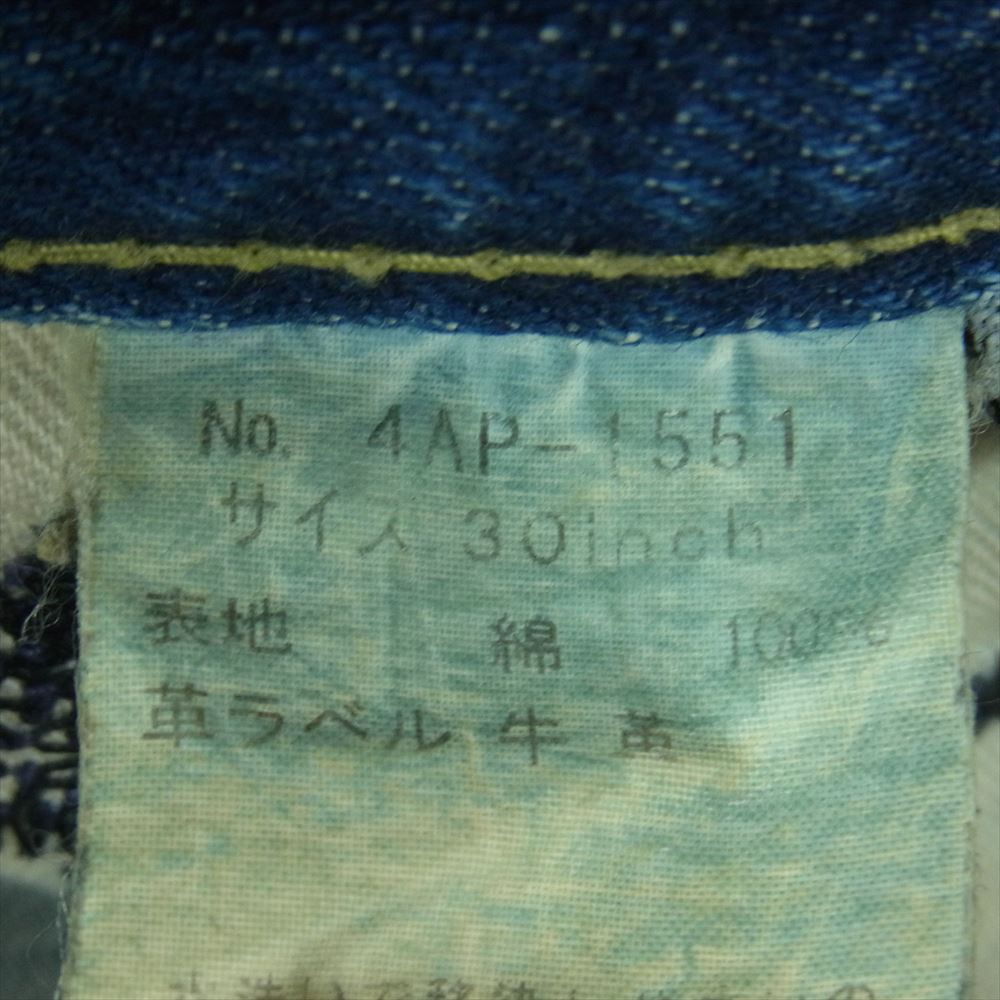 No. 4AP-1551
サイズ 30inch
表地 綿 100%
革ラベル 牛革